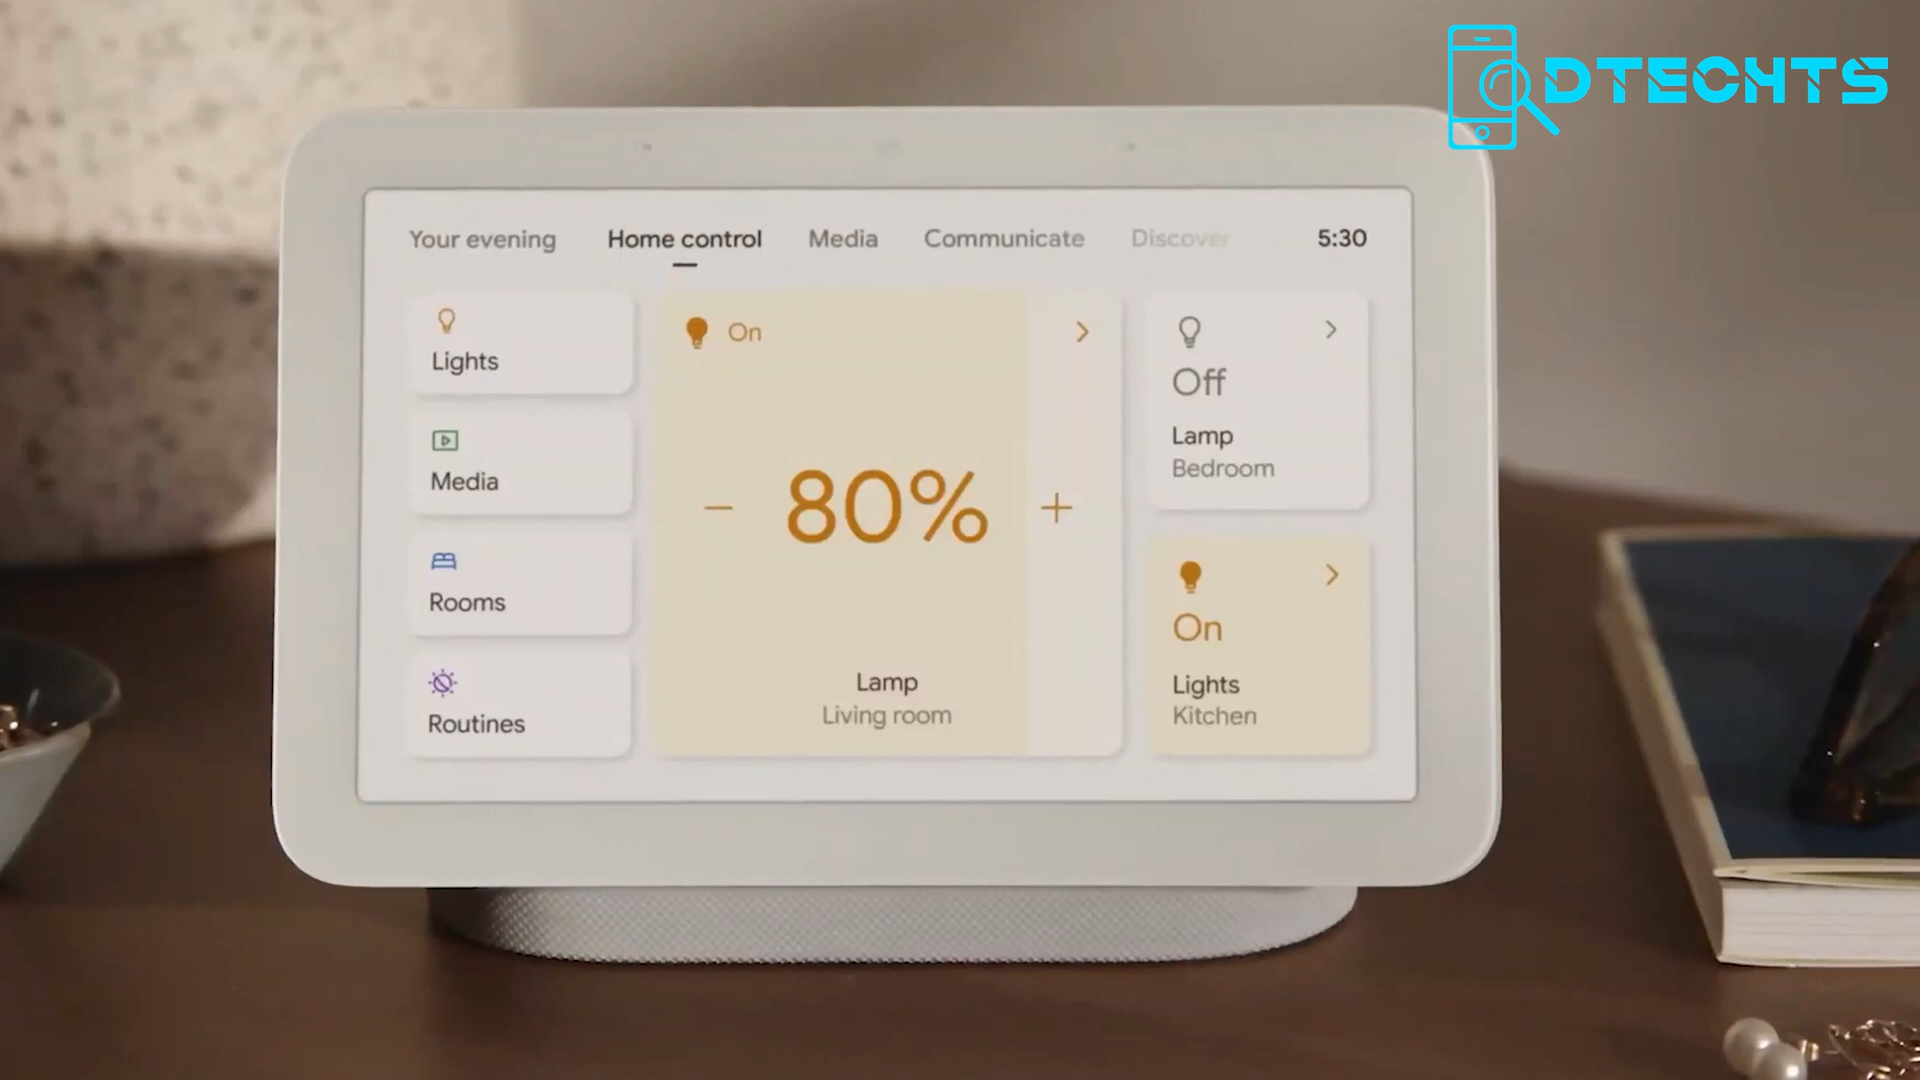 DTECHTS
Your evening Home control Media Communicate Discover 5:30
Lights
Media
Rooms
Routines
On
80%
Lamp
Living room
Off
Lamp
Bedroom
On
Lights
Kitchen